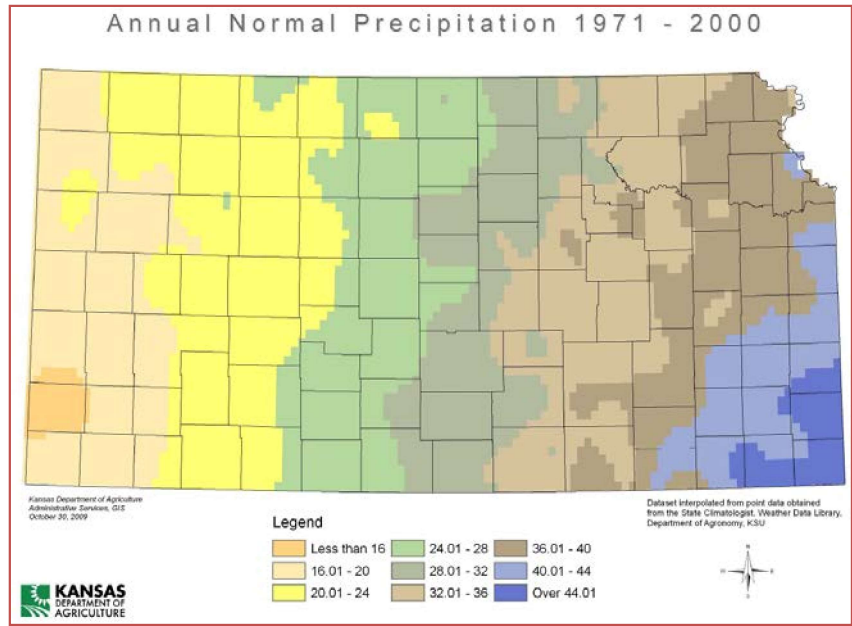 Annual Normal Precipitation 1971 - 2000
Kansas Department of Agriculture
Administrative Services, GIS
October 30, 2009
Dataset interpolated from point data obtained
from the State Climatologist. Weather Data Library,
Department of Agronomy, KSU
Legend
Less than 16
16.01 - 20
20.01 - 24
24.01 - 28
28.01 - 32
32.01 - 36
36.01 - 40
40.01 - 44
Over 44.01
KANSAS
DEPARTMENT OF
AGRICULTURE